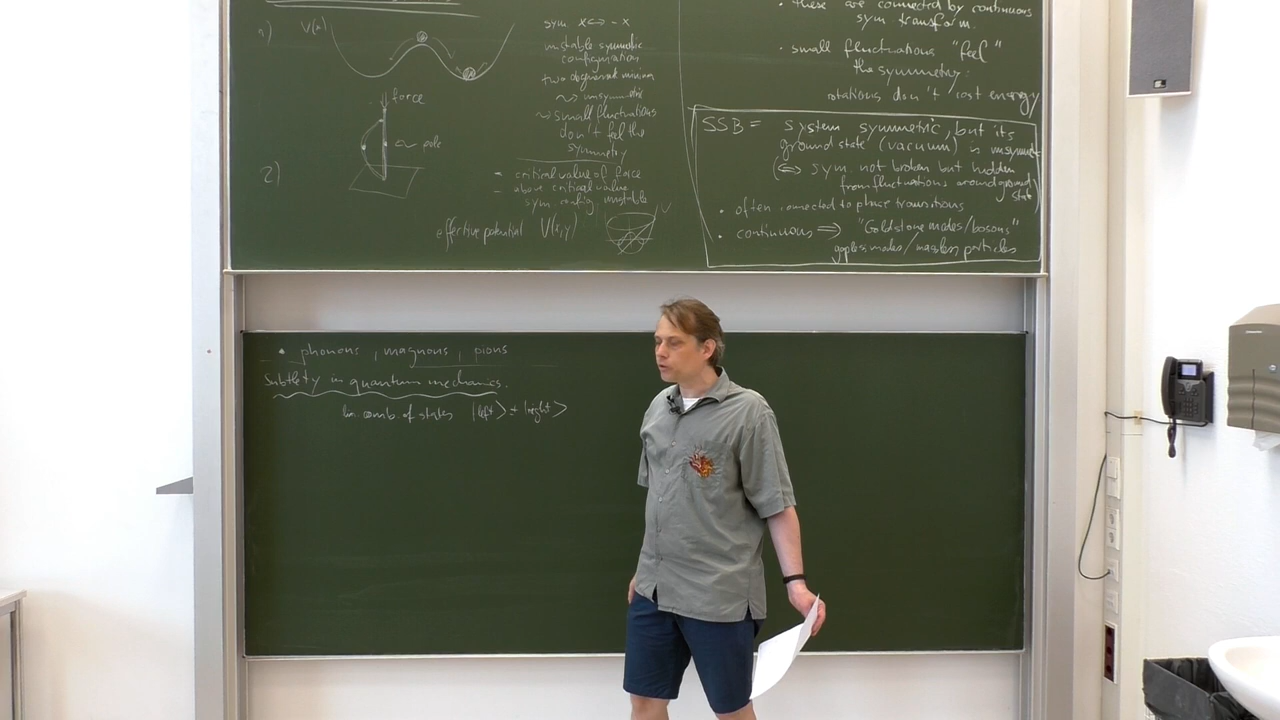 1) V(x)
sym x <-> -x
unstable symmetric
configuration
two degenerate minima
~> unsymmetric
~> small fluctuations
don't feel the
symmetry
force
~ pole
2)
- critical value of force
- above critical value
sym. config. unstable
effective potential V(x,y)
• these are connected by continuous
sym transform.
• small fluctuations "feel"
the symmetry:
rotations don't cost energy
SSB = system symmetric, but its
ground state (vacuum) is unsymm
(<=> sym. not broken but hidden
from fluctuations around ground
state)
• often connected to phase transitions
• continuous => "Goldstone modes/bosons"
gapless modes/massless particles
• phonons, magnons, pions
Subtlety in quantum mechanics.
lin. comb. of states |left> + |right>